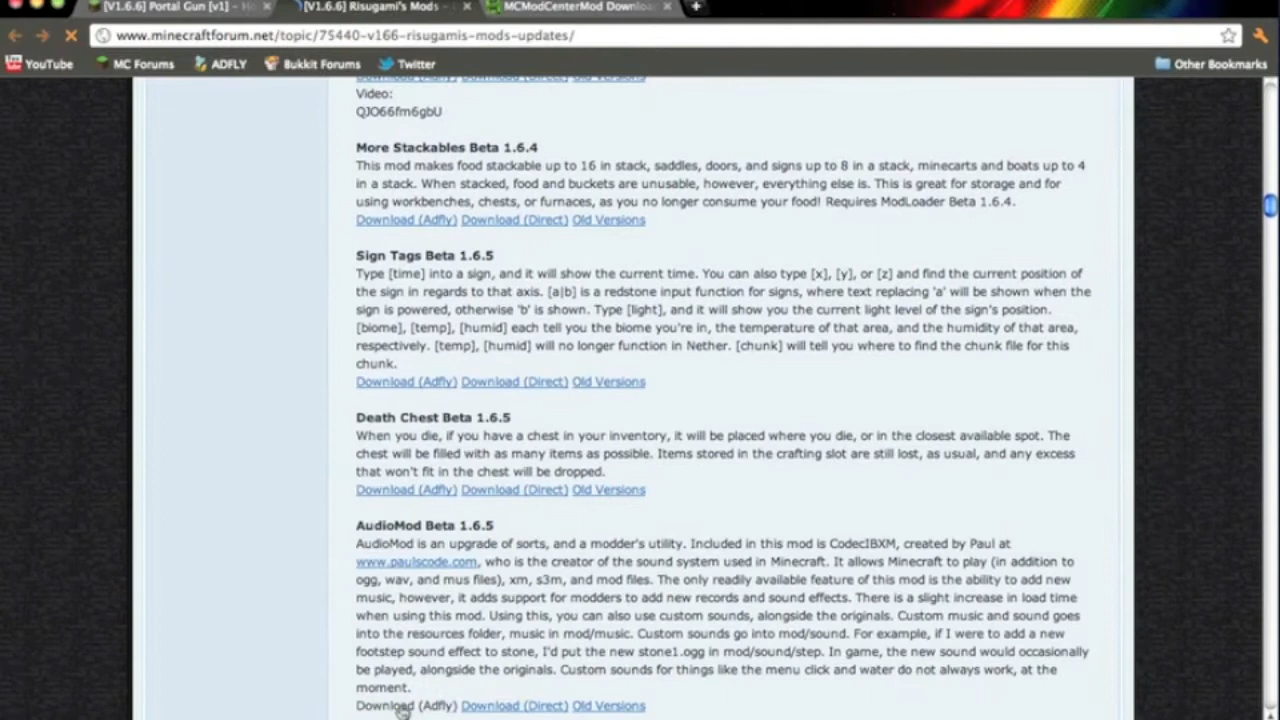 [V1.6.6] Portal Gun [v1] - Ho
[V1.6.6] Risugami's Mods -
MCModCenterMod Download
www.minecraftforum.net/topic/75440-v166-risugamis-mods-updates/
YouTube
MC Forums
ADFLY
Bukkit Forums
Twitter
Other Bookmarks
Download (Adfly) Download (Direct) Old Versions
Video:
QJO66fm6gbU
More Stackables Beta 1.6.4
This mod makes food stackable up to 16 in stack, saddles, doors, and signs up to 8 in a stack, minecarts and boats up to 4
in a stack. When stacked, food and buckets are unusable, however, everything else is. This is great for storage and for
using workbenches, chests, or furnaces, as you no longer consume your food! Requires ModLoader Beta 1.6.4.
Download (Adfly) Download (Direct) Old Versions
Sign Tags Beta 1.6.5
Type [time] into a sign, and it will show the current time. You can also type [x], [y], or [z] and find the current position of
the sign in regards to that axis. [a|b] is a redstone input function for signs, where text replacing 'a' will be shown when the
sign is powered, otherwise 'b' is shown. Type [light], and it will show you the current light level of the sign's position.
[biome], [temp], [humid] each tell you the biome you're in, the temperature of that area, and the humidity of that area,
respectively. [temp], [humid] will no longer function in Nether. [chunk] will tell you where to find the chunk file for this
chunk.
Download (Adfly) Download (Direct) Old Versions
Death Chest Beta 1.6.5
When you die, if you have a chest in your inventory, it will be placed where you die, or in the closest available spot. The
chest will be filled with as many items as possible. Items stored in the crafting slot are still lost, as usual, and any excess
that won't fit in the chest will be dropped.
Download (Adfly) Download (Direct) Old Versions
AudioMod Beta 1.6.5
AudioMod is an upgrade of sorts, and a modder's utility. Included in this mod is CodecIBXM, created by Paul at
www.paulscode.com, who is the creator of the sound system used in Minecraft. It allows Minecraft to play (in addition to
ogg, wav, and mus files), xm, s3m, and mod files. The only readily available feature of this mod is the ability to add new
music, however, it adds support for modders to add new records and sound effects. There is a slight increase in load time
when using this mod. Using this, you can also use custom sounds, alongside the originals. Custom music and sound goes
into the resources folder, music in mod/music. Custom sounds go into mod/sound. For example, if I were to add a new
footstep sound effect to stone, I'd put the new stone1.ogg in mod/sound/step. In game, the new sound would occasionally
be played, alongside the originals. Custom sounds for things like the menu click and water do not always work, at the
moment.
Download (Adfly) Download (Direct) Old Versions